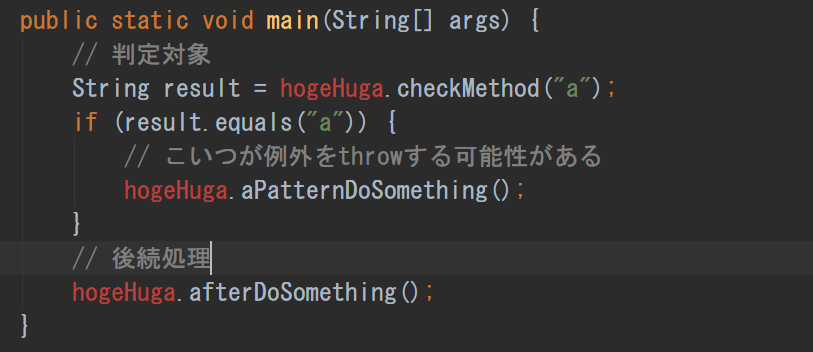 public static void main(String[] args) {
// 判定対象
String result = hogeHuga.checkMethod("a");
if (result.equals("a")) {
// こいつが例外をthrowする可能性がある
hogeHuga.aPatternDoSomething();
}
// 後続処理
hogeHuga.afterDoSomething();
}